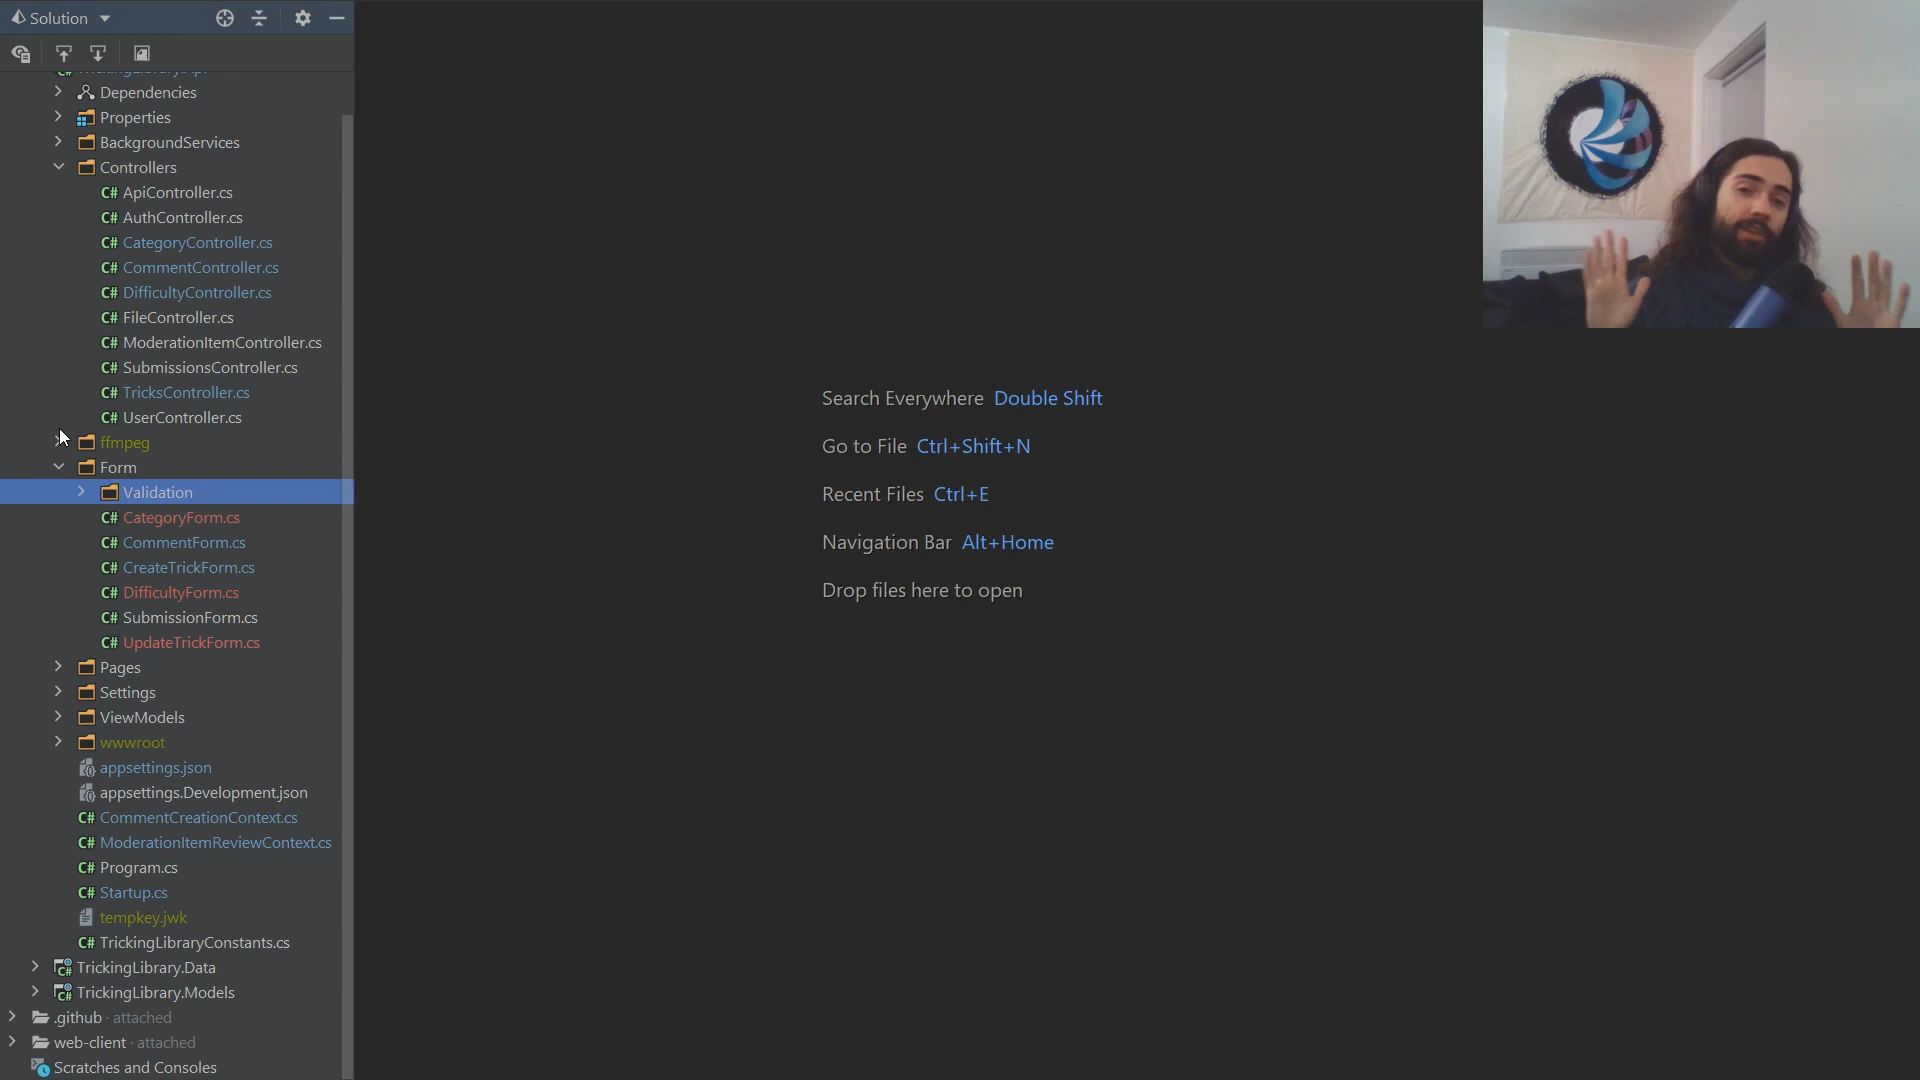 Solution
Dependencies
Properties
BackgroundServices
Controllers
C# ApiController.cs
C# AuthController.cs
C# CategoryController.cs
C# CommentController.cs
C# DifficultyController.cs
C# FileController.cs
C# ModerationItemController.cs
C# SubmissionsController.cs
C# TricksController.cs
C# UserController.cs
ffmpeg
Form
Validation
C# CategoryForm.cs
C# CommentForm.cs
C# CreateTrickForm.cs
C# DifficultyForm.cs
C# SubmissionForm.cs
C# UpdateTrickForm.cs
Pages
Settings
ViewModels
wwwroot
appsettings.json
appsettings.Development.json
C# CommentCreationContext.cs
C# ModerationItemReviewContext.cs
C# Program.cs
C# Startup.cs
tempkey.jwk
C# TrickingLibraryConstants.cs
C# TrickingLibrary.Data
C# TrickingLibrary.Models
.github · attached
web-client · attached
Scratches and Consoles
Search Everywhere Double Shift
Go to File Ctrl+Shift+N
Recent Files Ctrl+E
Navigation Bar Alt+Home
Drop files here to open